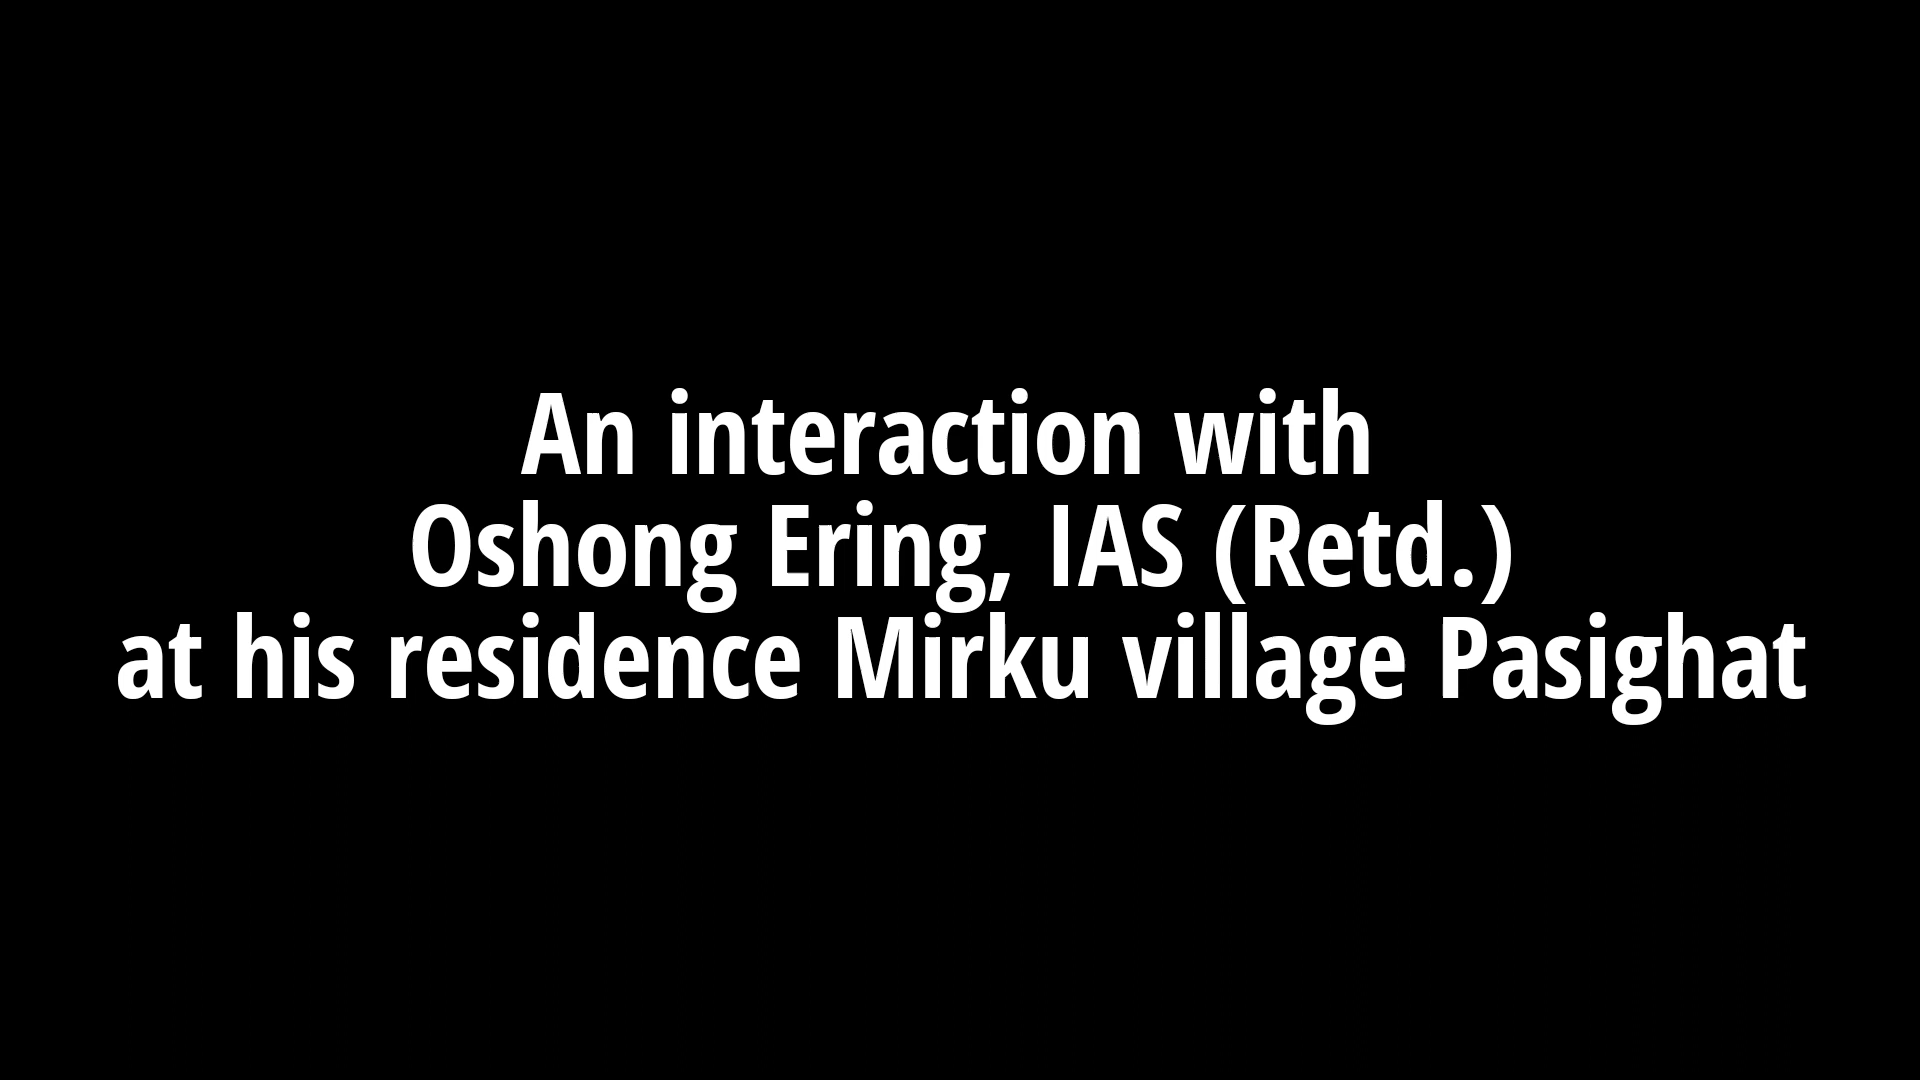 An interaction with
Oshong Ering, IAS (Retd.)
at his residence Mirku village Pasighat